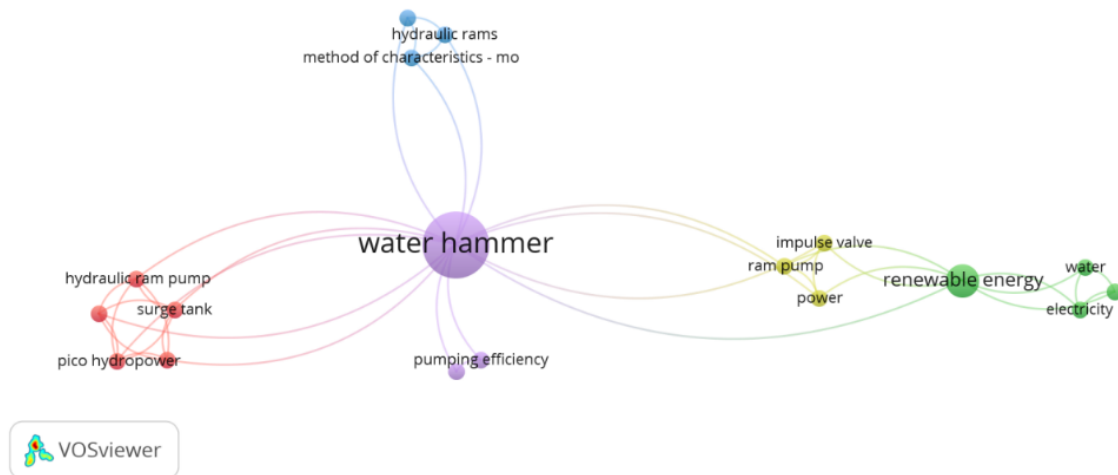 hydraulic rams
method of characteristics - mo
water hammer
impulse valve
ram pump
water
hydraulic ram pump
renewable energy
power
surge tank
electricity
pico hydropower
pumping efficiency
VOSviewer